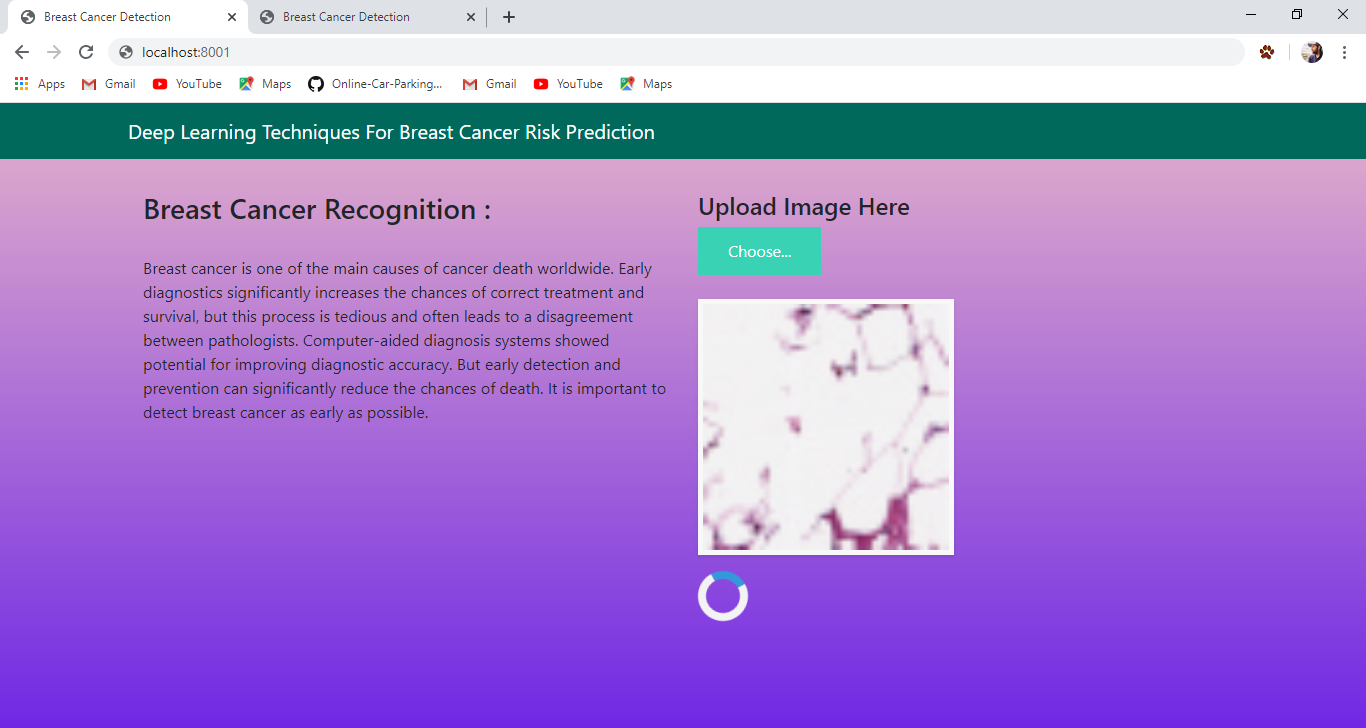 Breast Cancer Detection
Breast Cancer Detection
localhost:8001
Apps Gmail YouTube Maps Online-Car-Parking... Gmail YouTube Maps
Deep Learning Techniques For Breast Cancer Risk Prediction
Breast Cancer Recognition :
Breast cancer is one of the main causes of cancer death worldwide. Early
diagnostics significantly increases the chances of correct treatment and
survival, but this process is tedious and often leads to a disagreement
between pathologists. Computer-aided diagnosis systems showed
potential for improving diagnostic accuracy. But early detection and
prevention can significantly reduce the chances of death. It is important to
detect breast cancer as early as possible.
Upload Image Here
Choose...